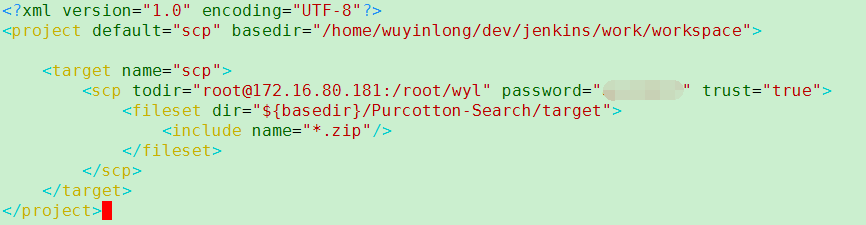 <?xml version="1.0" encoding="UTF-8"?>
<project default="scp" basedir="/home/wuyinlong/dev/jenkins/work/workspace">
<target name="scp">
<scp todir="root@172.16.80.181:/root/wyl" password="" trust="true">
<fileset dir="${basedir}/Purcotton-Search/target">
<include name="*.zip"/>
</fileset>
</scp>
</target>
</project>